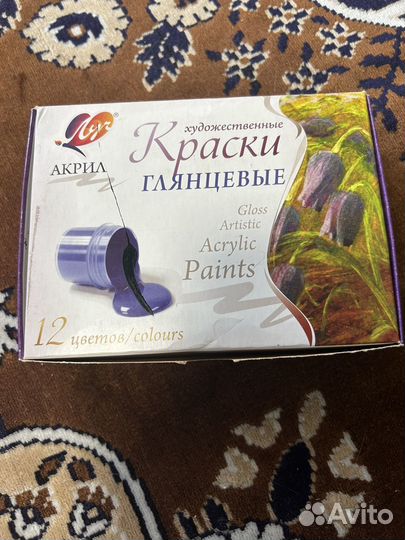 Луч
®
АКРИЛ
художественные
Краски
ГЛЯНЦЕВЫЕ
Gloss
Artistic
Acrylic
Paints
12 цветов/colours
Avito